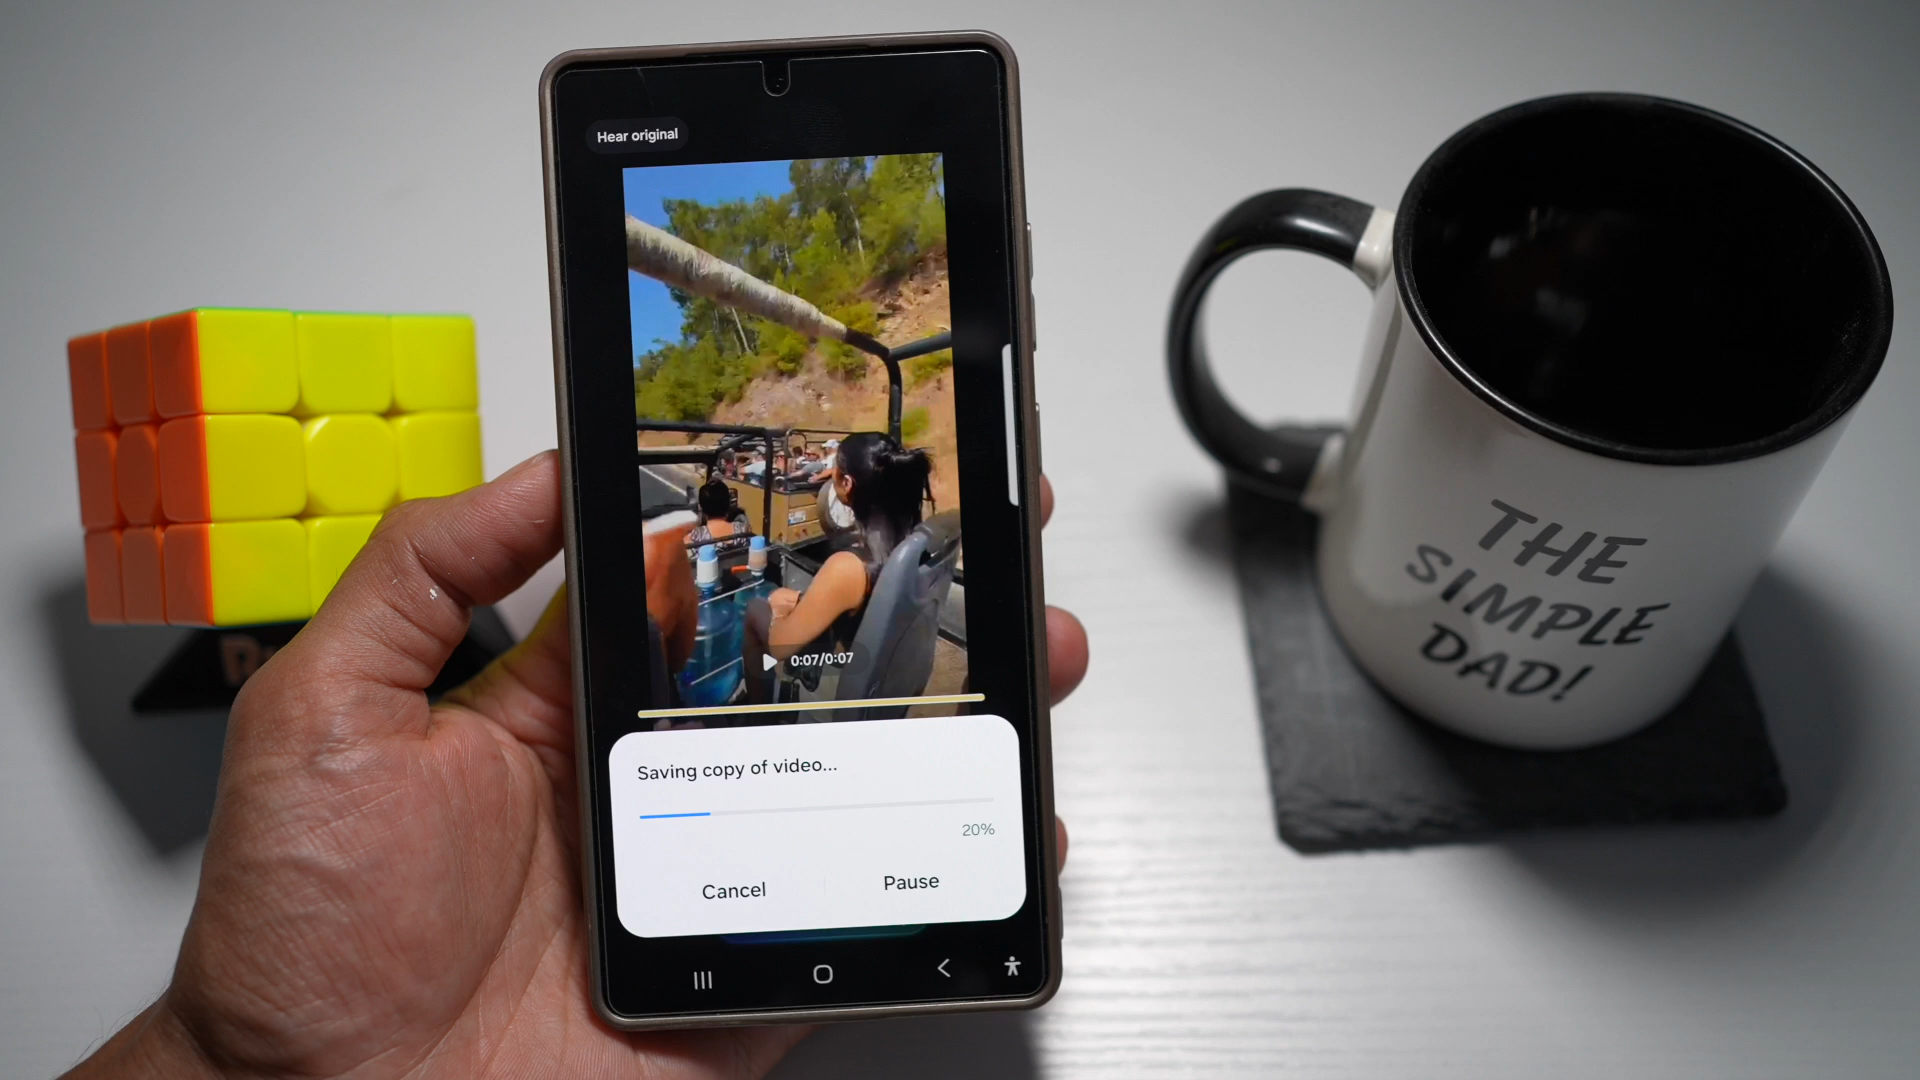 Hear original
0:07/0:07
Saving copy of video...
20%
Cancel
Pause
THE
SIMPLE
DAD!